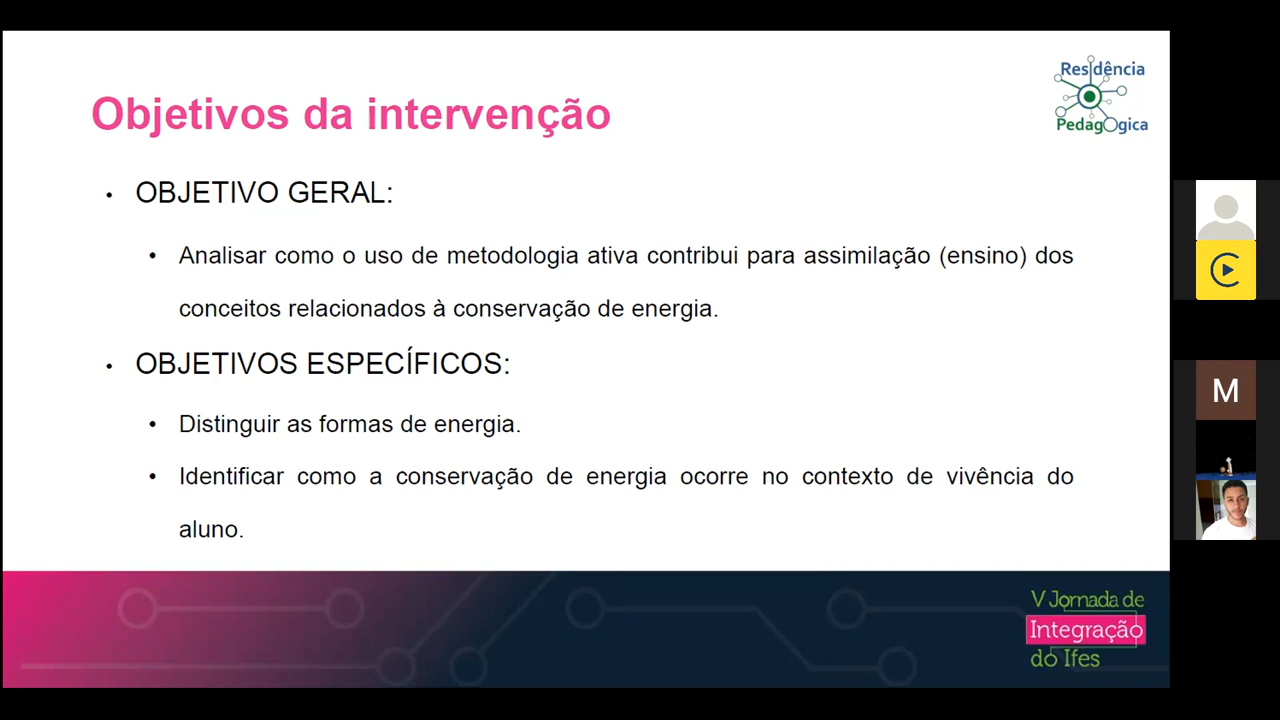 Objetivos da intervenção
Residência
PedagOgica
• OBJETIVO GERAL:
• Analisar como o uso de metodologia ativa contribui para assimilação (ensino) dos
conceitos relacionados à conservação de energia.
• OBJETIVOS ESPECÍFICOS:
• Distinguir as formas de energia.
• Identificar como a conservação de energia ocorre no contexto de vivência do
aluno.
M
V Jornada de
Integração
do Ifes